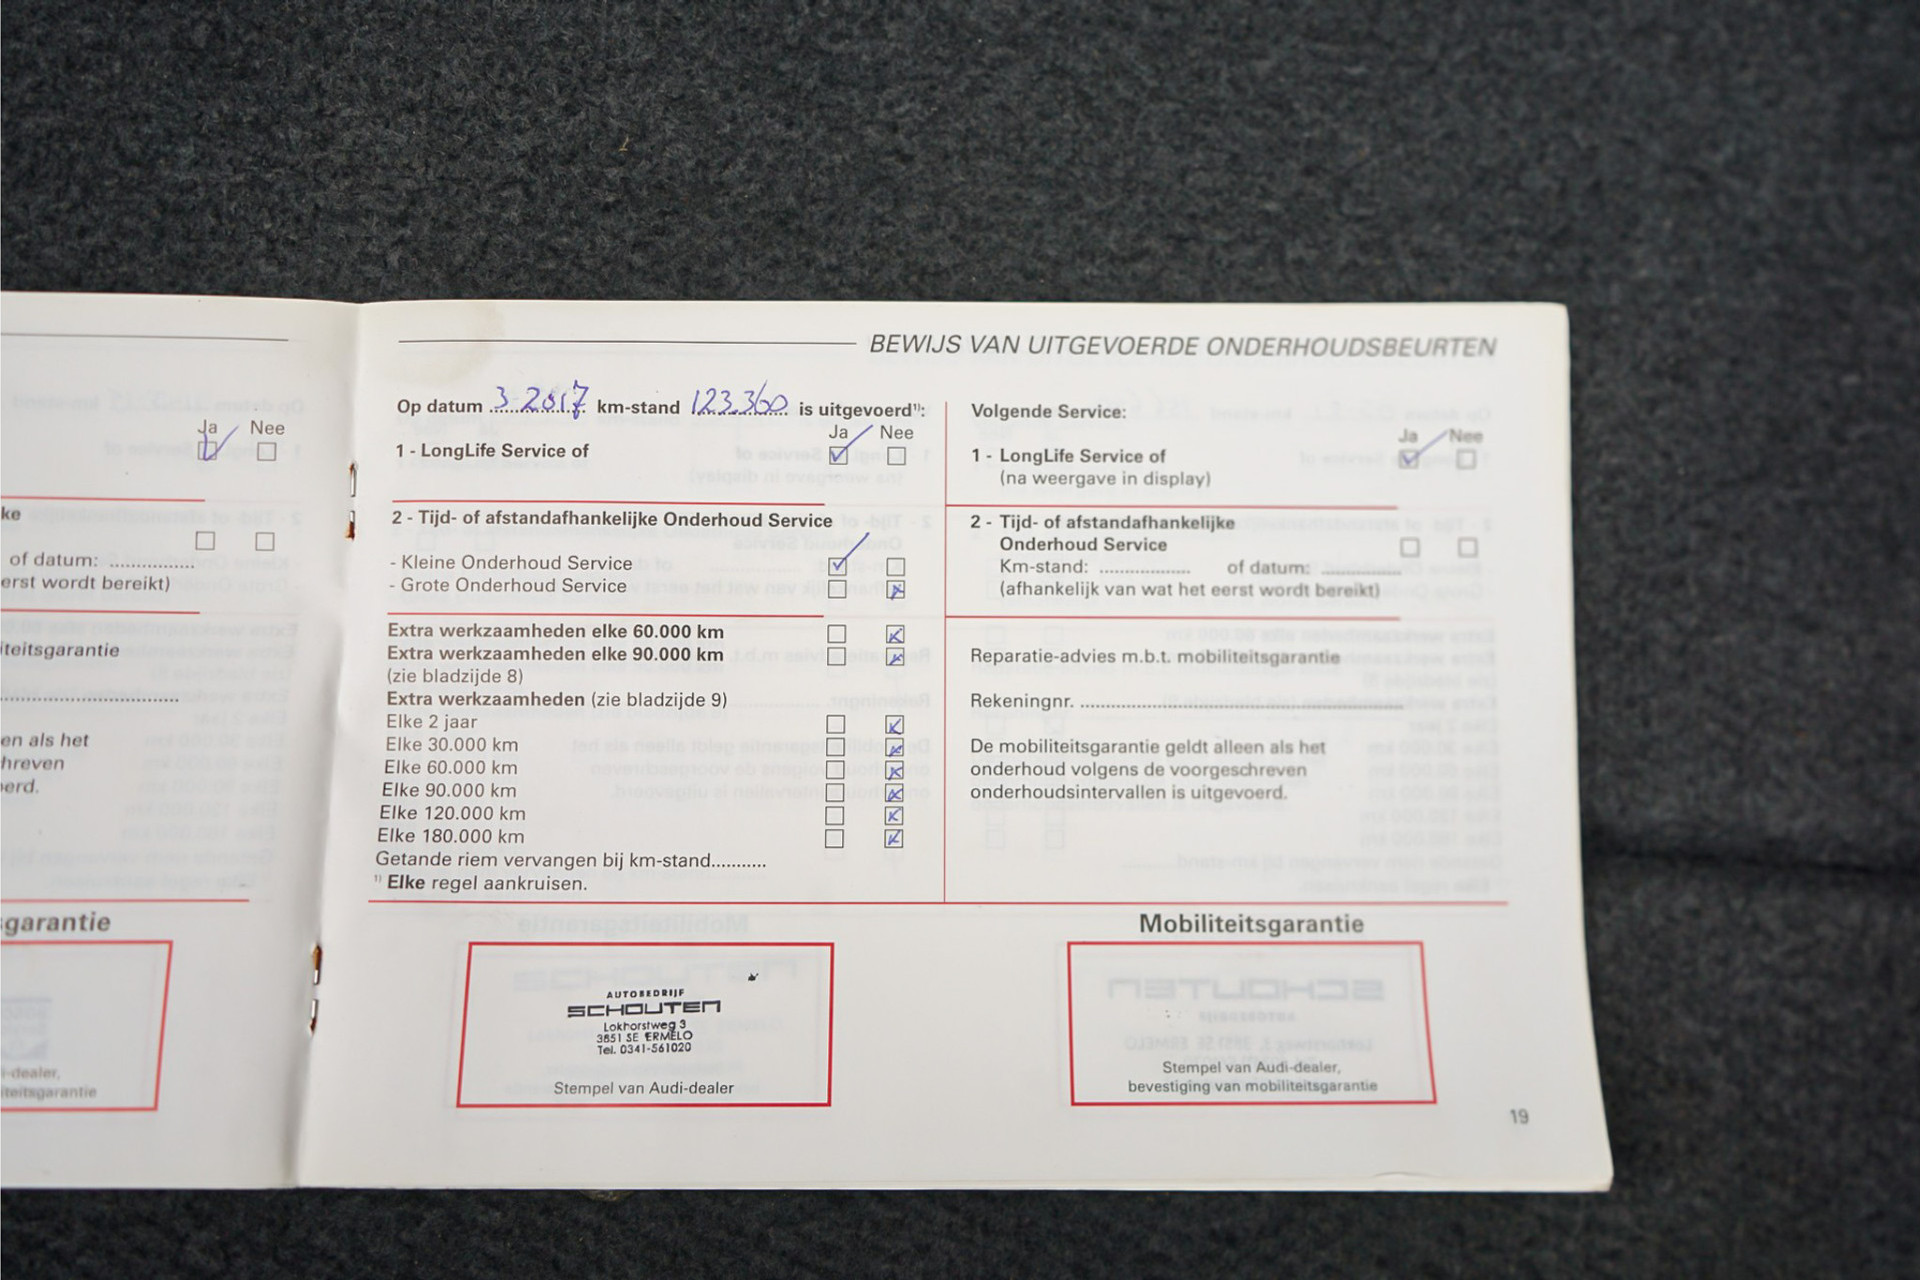 Ja Nee
ke
of datum: ................
erst wordt bereikt)
iteitsgarantie
en als het
hreven
erd.
sgarantie
i-dealer,
iteitsgarantie
BEWIJS VAN UITGEVOERDE ONDERHOUDSBEURTEN
Op datum 3 2017 km-stand 123.360 is uitgevoerd¹⁾:
Ja Nee
1 - LongLife Service of
2 - Tijd- of afstandafhankelijke Onderhoud Service
- Kleine Onderhoud Service
- Grote Onderhoud Service
Extra werkzaamheden elke 60.000 km
Extra werkzaamheden elke 90.000 km
(zie bladzijde 8)
Extra werkzaamheden (zie bladzijde 9)
Elke 2 jaar
Elke 30.000 km
Elke 60.000 km
Elke 90.000 km
Elke 120.000 km
Elke 180.000 km
Getande riem vervangen bij km-stand...........
¹⁾ Elke regel aankruisen.
Volgende Service:
Ja Nee
1 - LongLife Service of
(na weergave in display)
2 - Tijd- of afstandafhankelijke
Onderhoud Service
Km-stand: ................ of datum: ..............
(afhankelijk van wat het eerst wordt bereikt)
Reparatie-advies m.b.t. mobiliteitsgarantie
Rekeningnr. ..........................................................
De mobiliteitsgarantie geldt alleen als het
onderhoud volgens de voorgeschreven
onderhoudsintervallen is uitgevoerd.
AUTOBEDRIJF
SCHOUTEN
Lokhorstweg 3
3851 SE ERMELO
Tel. 0341-561020
Stempel van Audi-dealer
Mobiliteitsgarantie
Stempel van Audi-dealer,
bevestiging van mobiliteitsgarantie
19